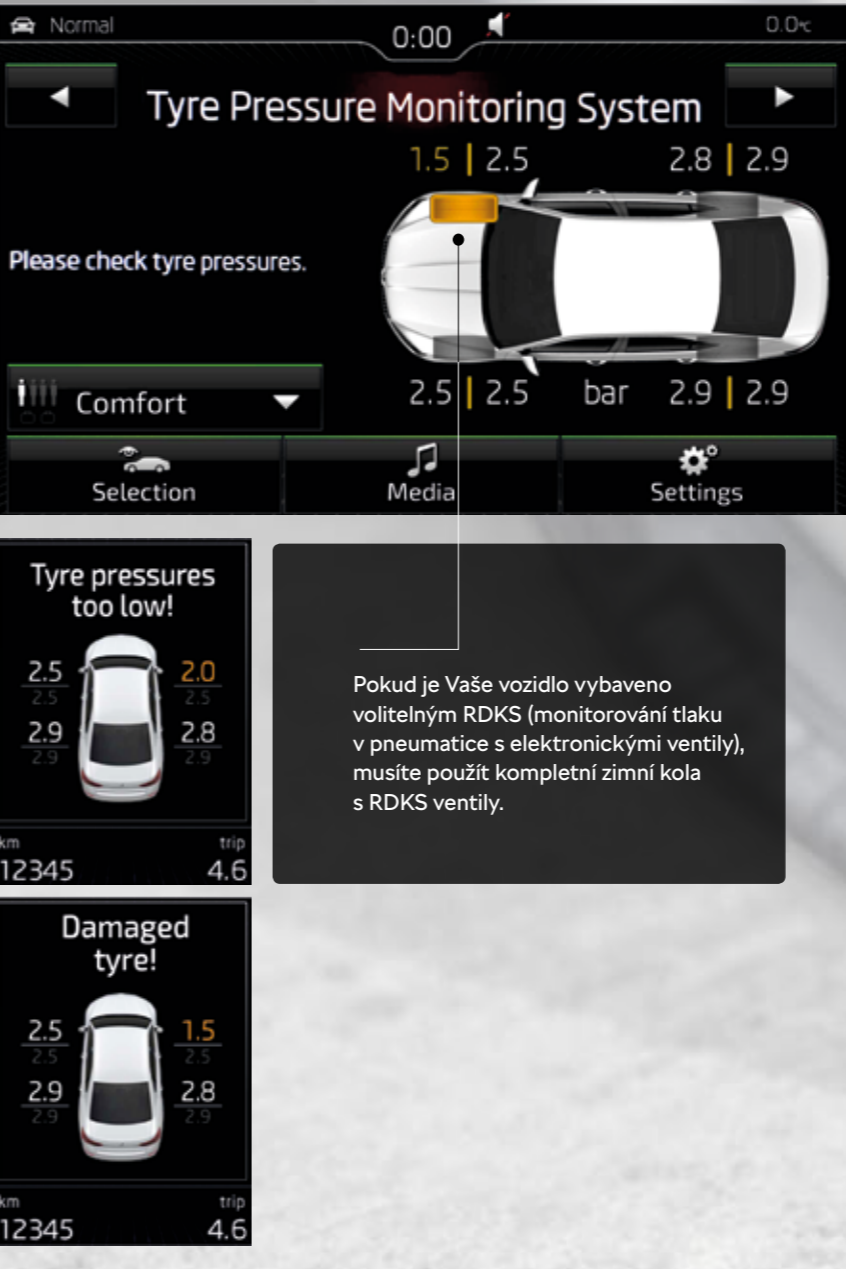 Normal 0:00 0.0°C
Tyre Pressure Monitoring System
1.5 | 2.5 2.8 | 2.9
Please check tyre pressures.
2.5 | 2.5 bar 2.9 | 2.9
Comfort
Selection Media Settings
Tyre pressures
too low!
2.5 2.0
2.5 2.5
2.9 2.8
2.9 2.9
km trip
12345 4.6
Pokud je Vaše vozidlo vybaveno
volitelným RDKS (monitorování tlaku
v pneumatice s elektronickými ventily),
musíte použít kompletní zimní kola
s RDKS ventily.
Damaged
tyre!
2.5 1.5
2.5 2.5
2.9 2.8
2.9 2.9
km trip
12345 4.6